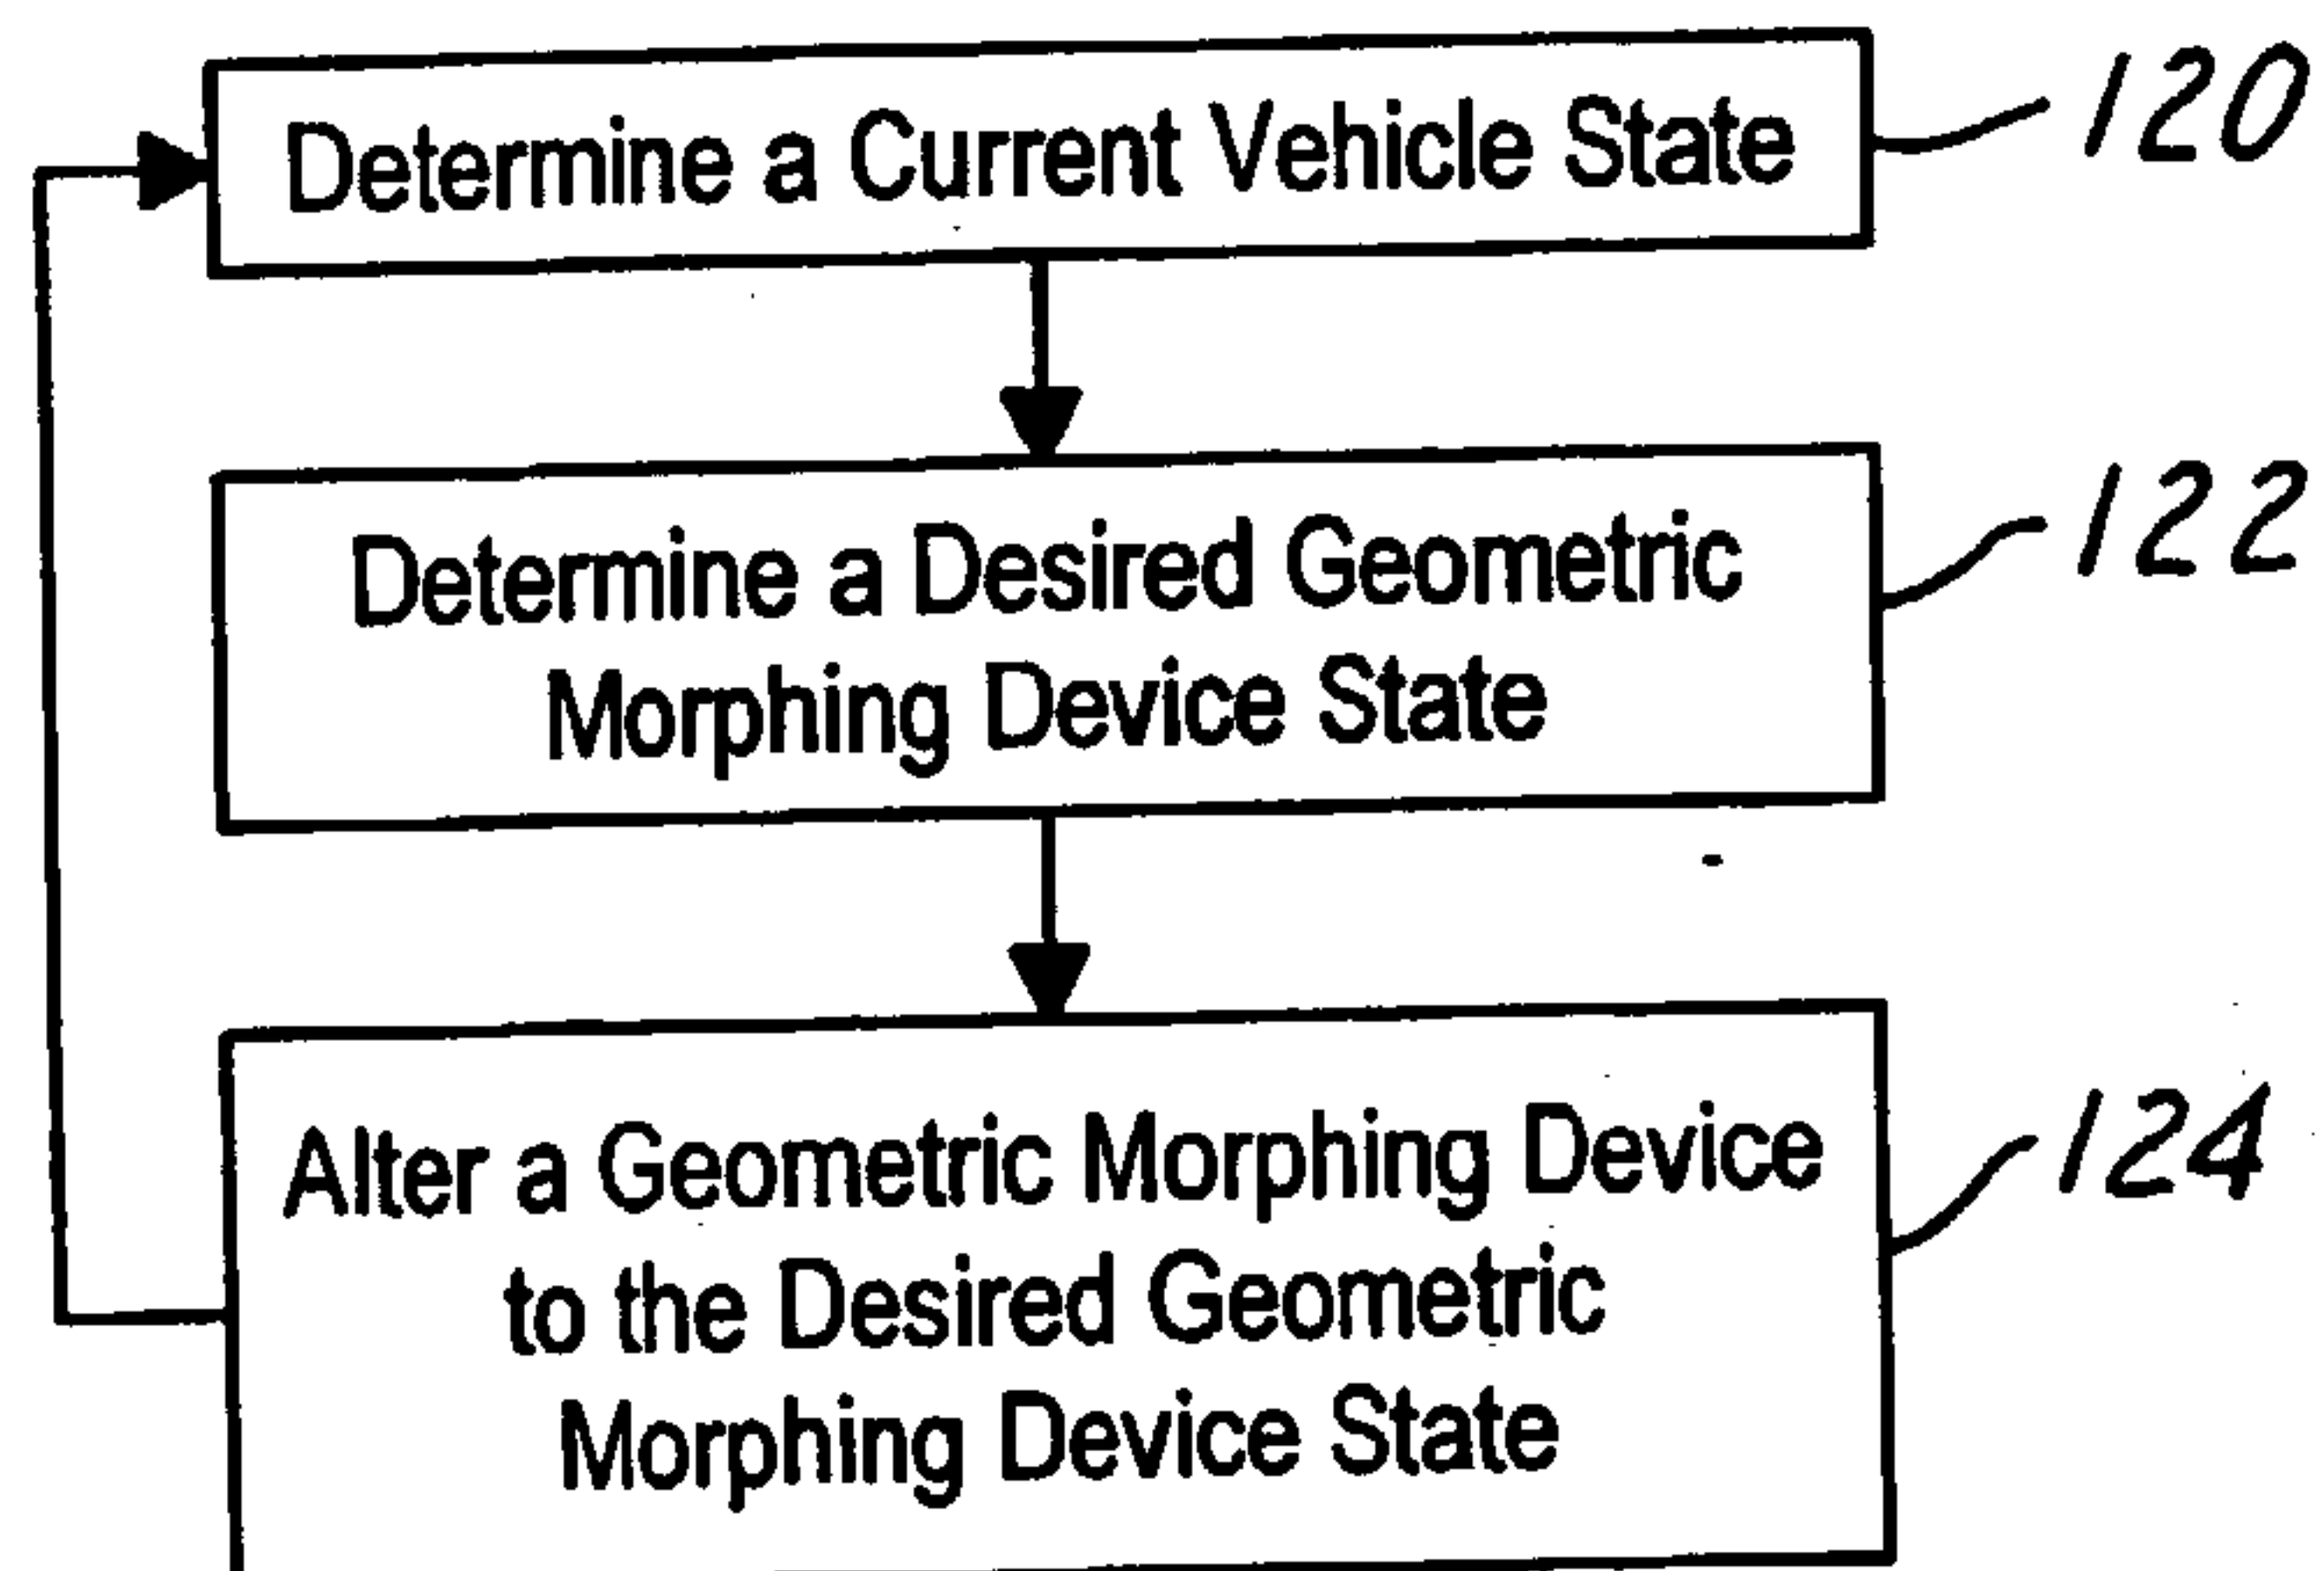 Determine a Current Vehicle State
120
Determine a Desired Geometric
Morphing Device State
122
Alter a Geometric Morphing Device
to the Desired Geometric
Morphing Device State
124